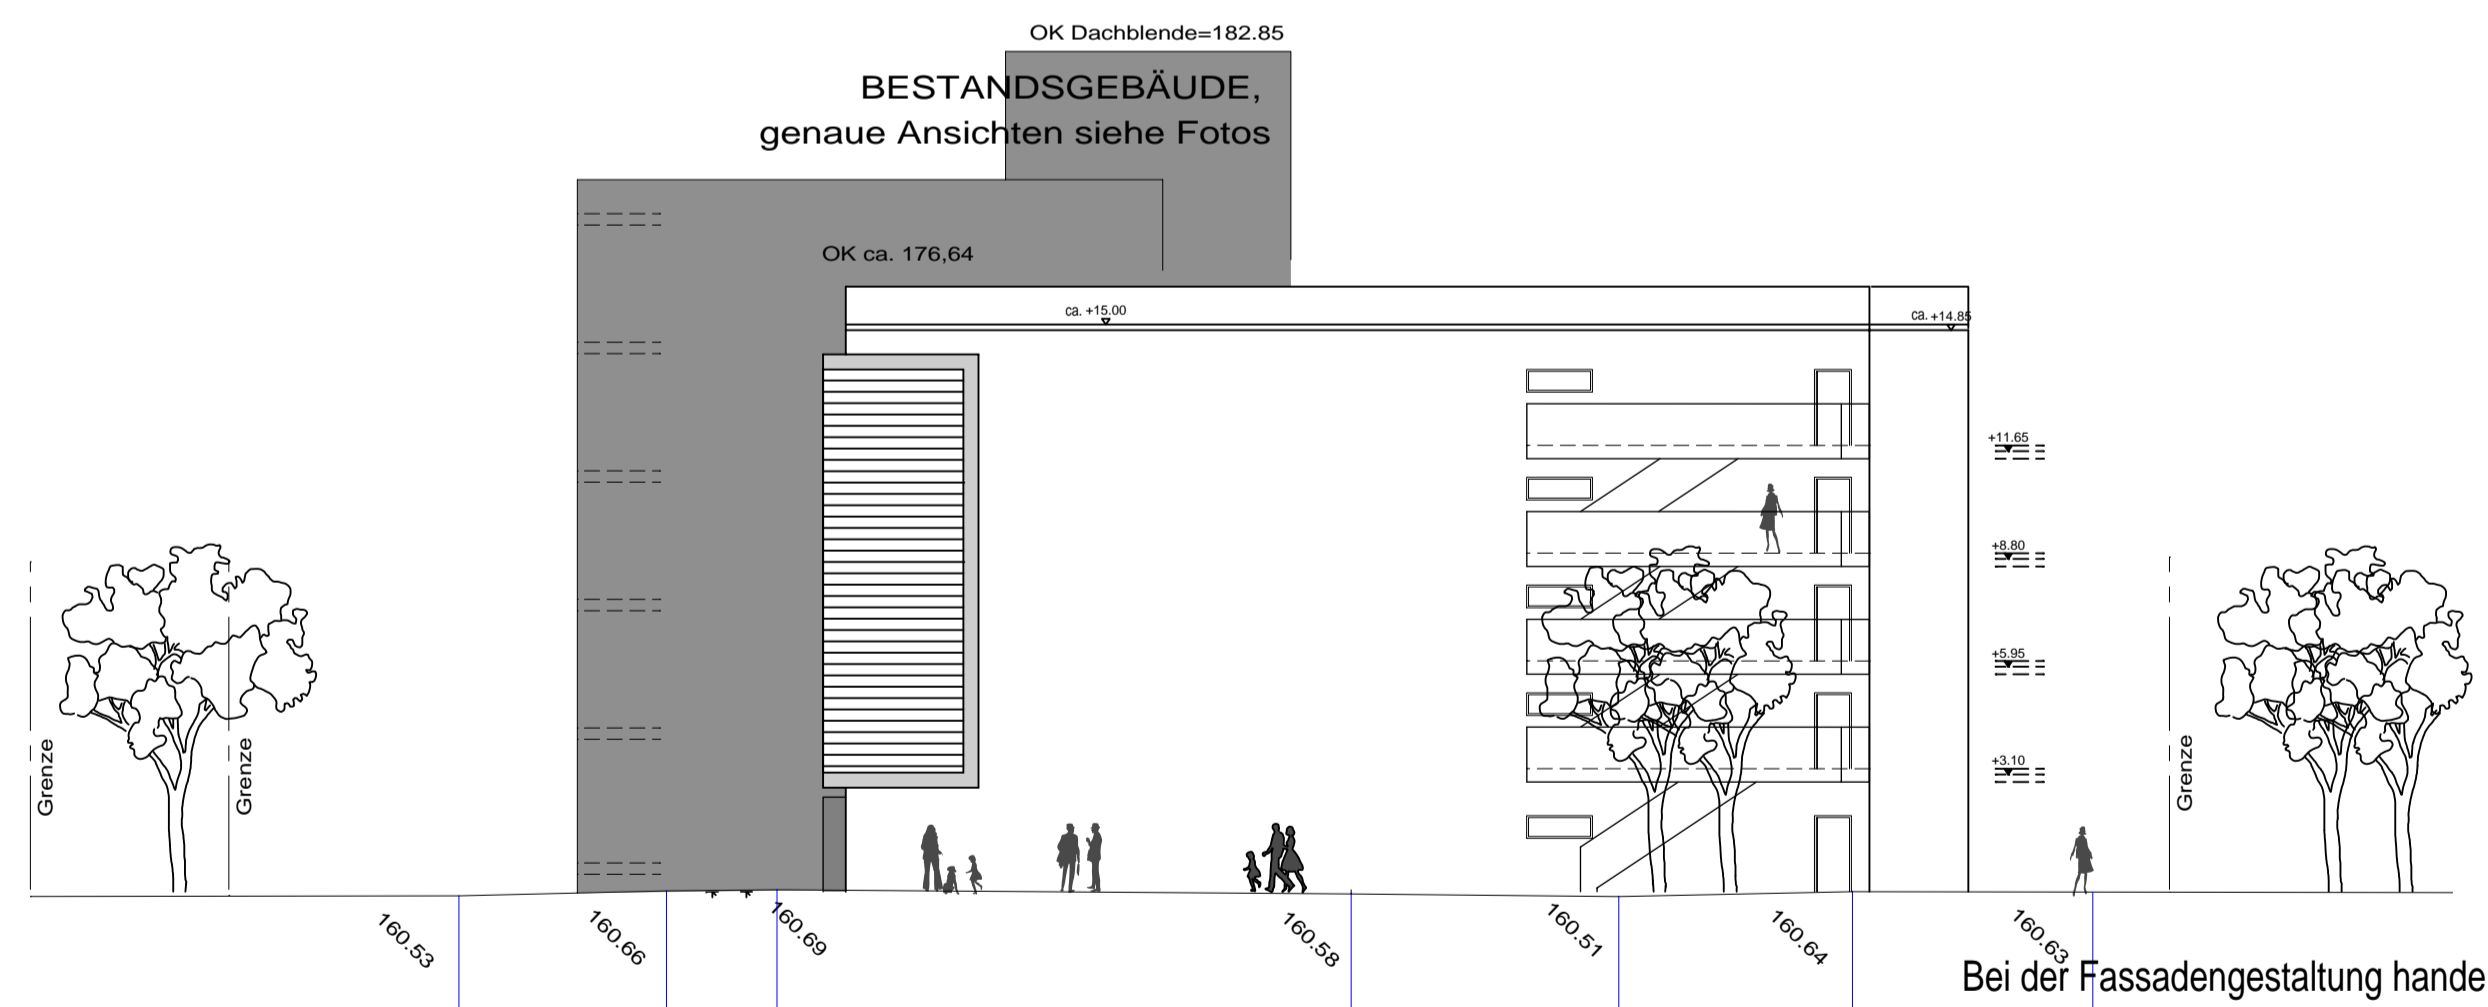 OK Dachblende=182.85
BESTANDSGEBÄUDE,
genaue Ansichten siehe Fotos
OK ca. 176,64
ca. +15.00
ca. +14.85
+11.65
+8.80
+5.95
+3.10
Grenze
Grenze
Grenze
160.53
160.66
160.69
160.58
160.51
160.64
160.63
Bei der Fassadengestaltung hande